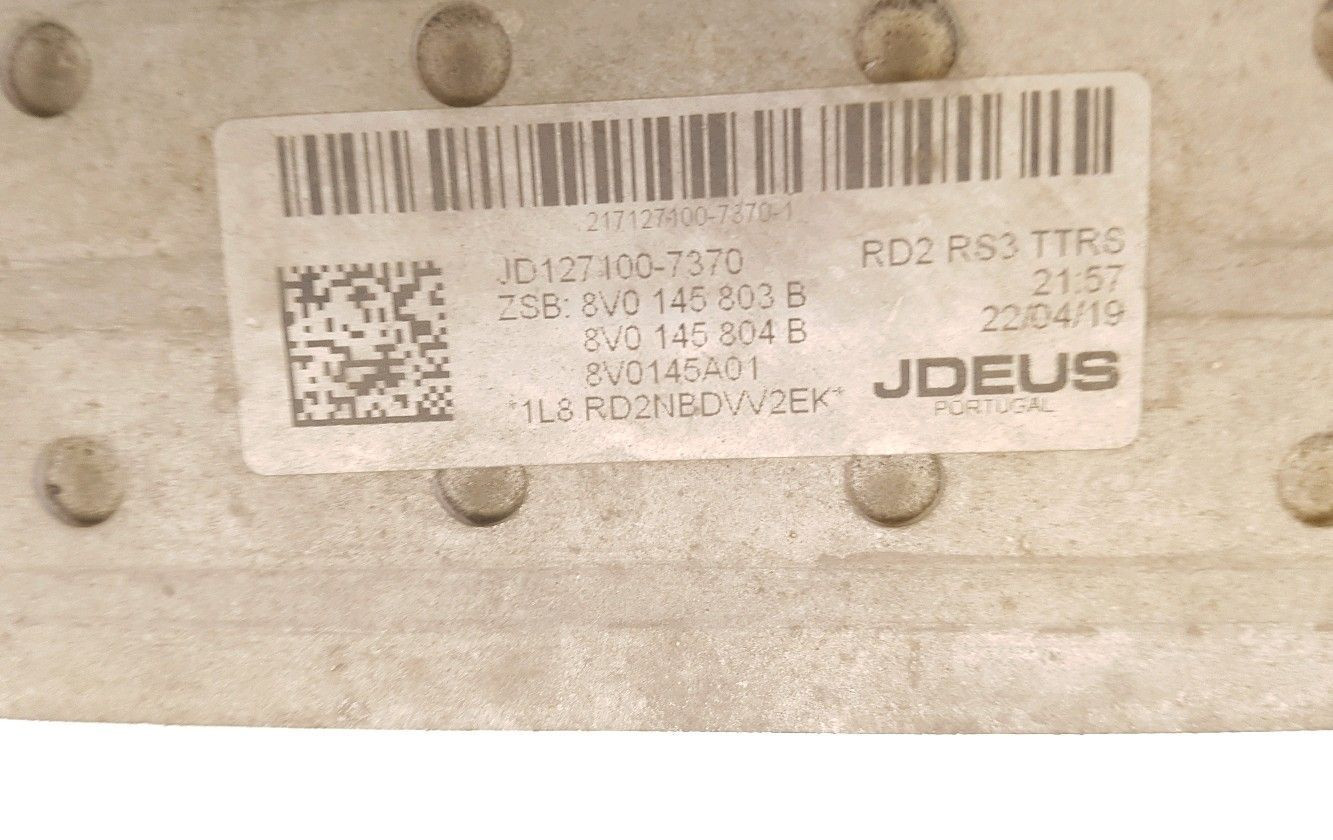 217127100-7370-1
JD127100-7370
RD2 RS3 TTRS
ZSB: 8V0 145 803 B
21:57
8V0 145 804 B
22/04/19
8V0145A01
JDEUS
*1L8 RD2NBDVV2EK*
PORTUGAL